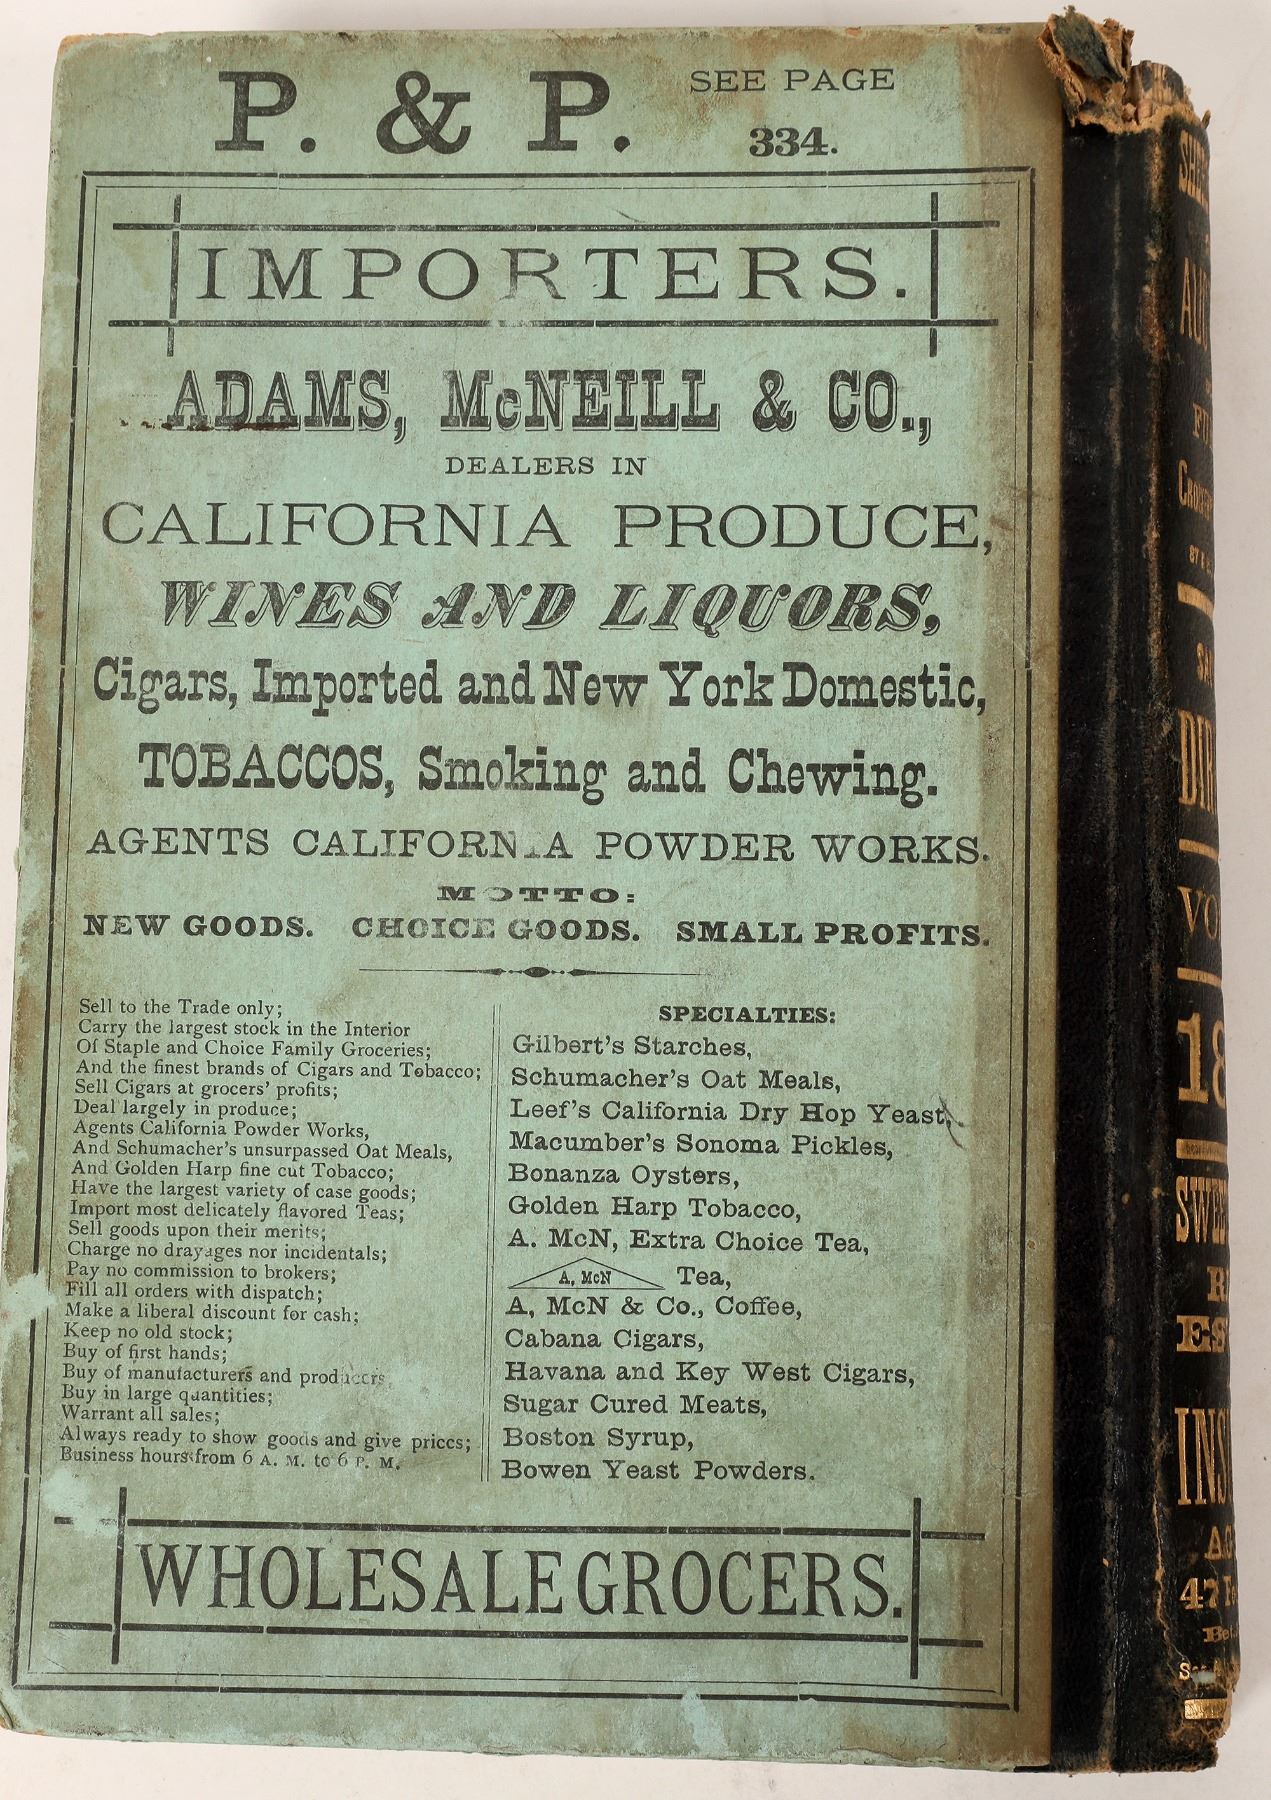 P. & P. SEE PAGE
334.
IMPORTERS.
ADAMS, McNEILL & CO.,
DEALERS IN
CALIFORNIA PRODUCE,
WINES AND LIQUORS,
Cigars, Imported and New York Domestic,
TOBACCOS, Smoking and Chewing.
AGENTS CALIFORNIA POWDER WORKS.
MOTTO:
NEW GOODS. CHOICE GOODS. SMALL PROFITS.
Sell to the Trade only;
Carry the largest stock in the Interior
Of Staple and Choice Family Groceries;
And the finest brands of Cigars and Tobacco;
Sell Cigars at grocers' profits;
Deal largely in produce;
Agents California Powder Works,
And Schumacher's unsurpassed Oat Meals,
And Golden Harp fine cut Tobacco;
Have the largest variety of case goods;
Import most delicately flavored Teas;
Sell goods upon their merits;
Charge no drayages nor incidentals;
Pay no commission to brokers;
Fill all orders with dispatch;
Make a liberal discount for cash;
Keep no old stock;
Buy of first hands;
Buy of manufacturers and producers,
Buy in large quantities;
Warrant all sales;
Always ready to show goods and give prices;
Business hours from 6 A. M. to 6 P. M.
SPECIALTIES:
Gilbert's Starches,
Schumacher's Oat Meals,
Leef's California Dry Hop Yeast,
Macumber's Sonoma Pickles,
Bonanza Oysters,
Golden Harp Tobacco,
A. McN, Extra Choice Tea,
A, McN Tea,
A, McN & Co., Coffee,
Cabana Cigars,
Havana and Key West Cigars,
Sugar Cured Meats,
Boston Syrup,
Bowen Yeast Powders.
WHOLESALE GROCERS.
18
47